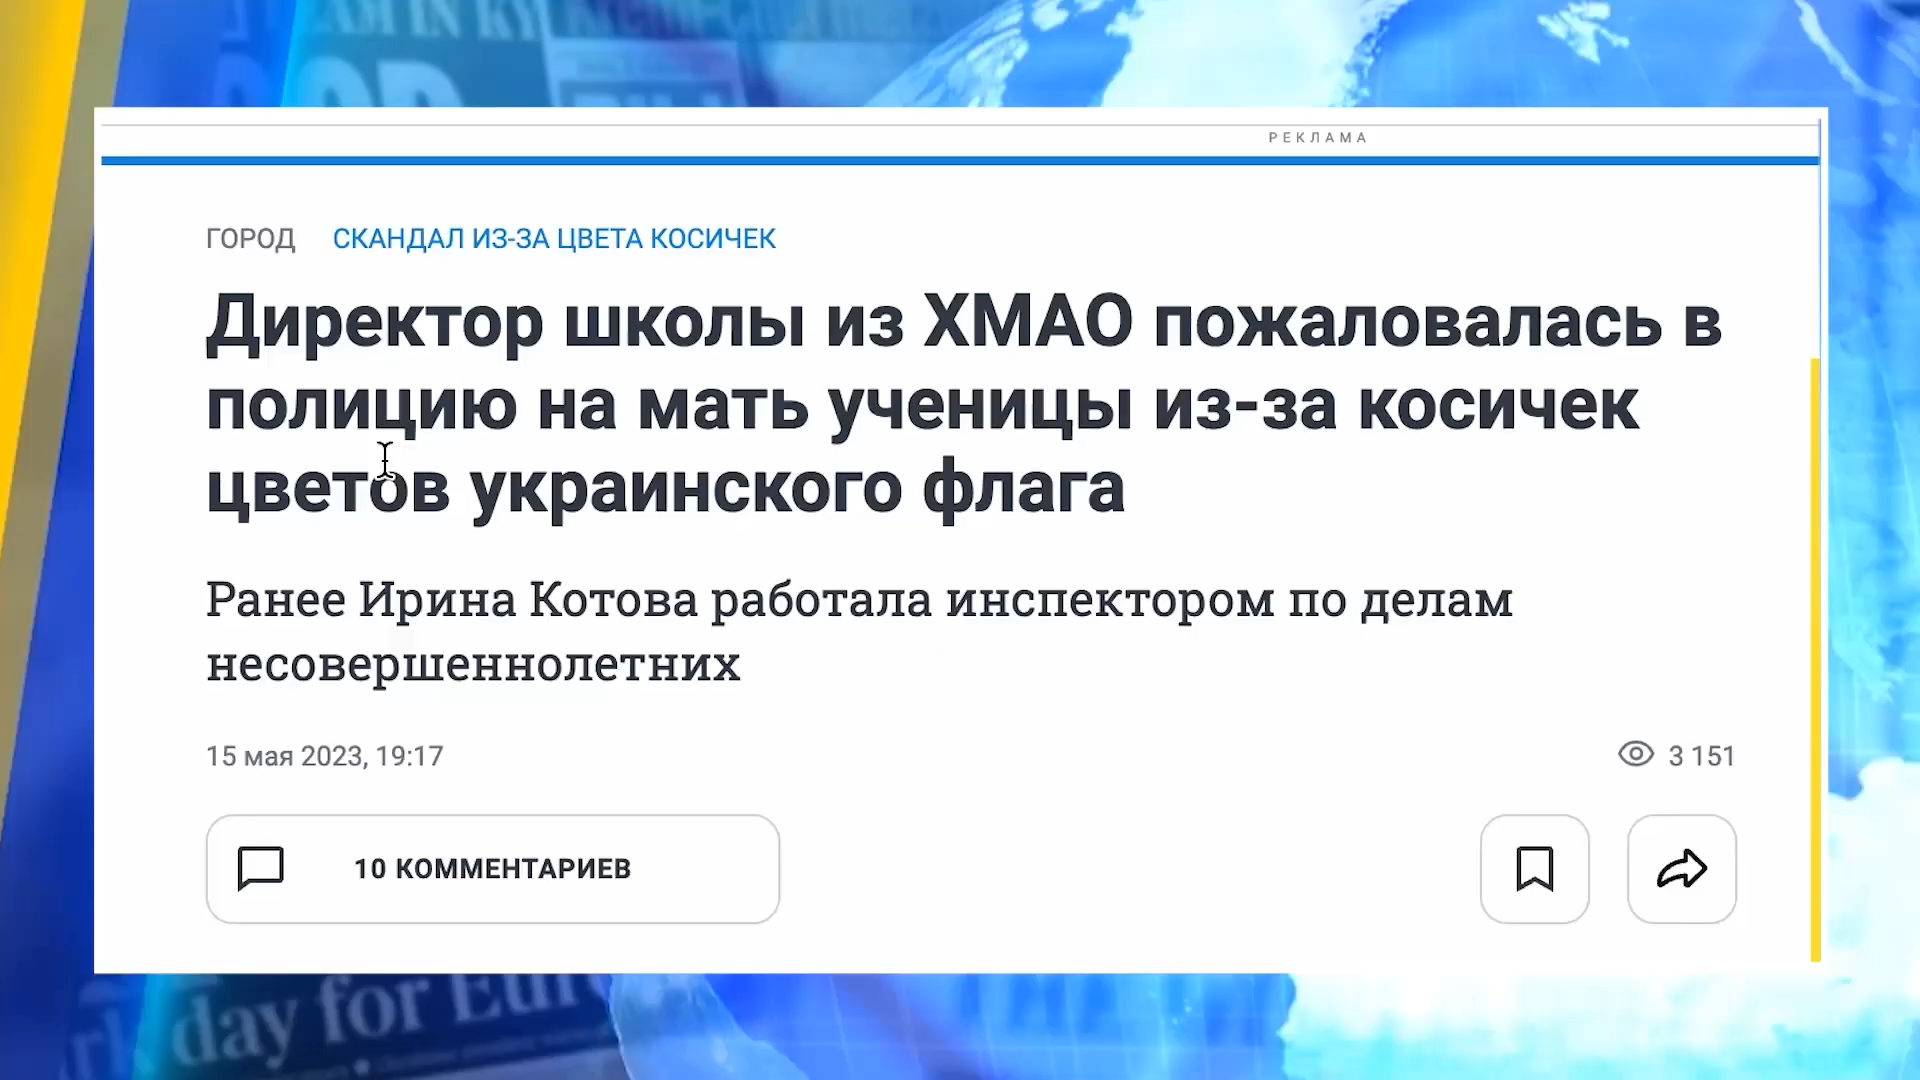 РЕКЛАМА
ГОРОД СКАНДАЛ ИЗ-ЗА ЦВЕТА КОСИЧЕК
Директор школы из ХМАО пожаловалась в
полицию на мать ученицы из-за косичек
цветов украинского флага
Ранее Ирина Котова работала инспектором по делам
несовершеннолетних
15 мая 2023, 19:17
3 151
10 КОММЕНТАРИЕВ
day for Eur